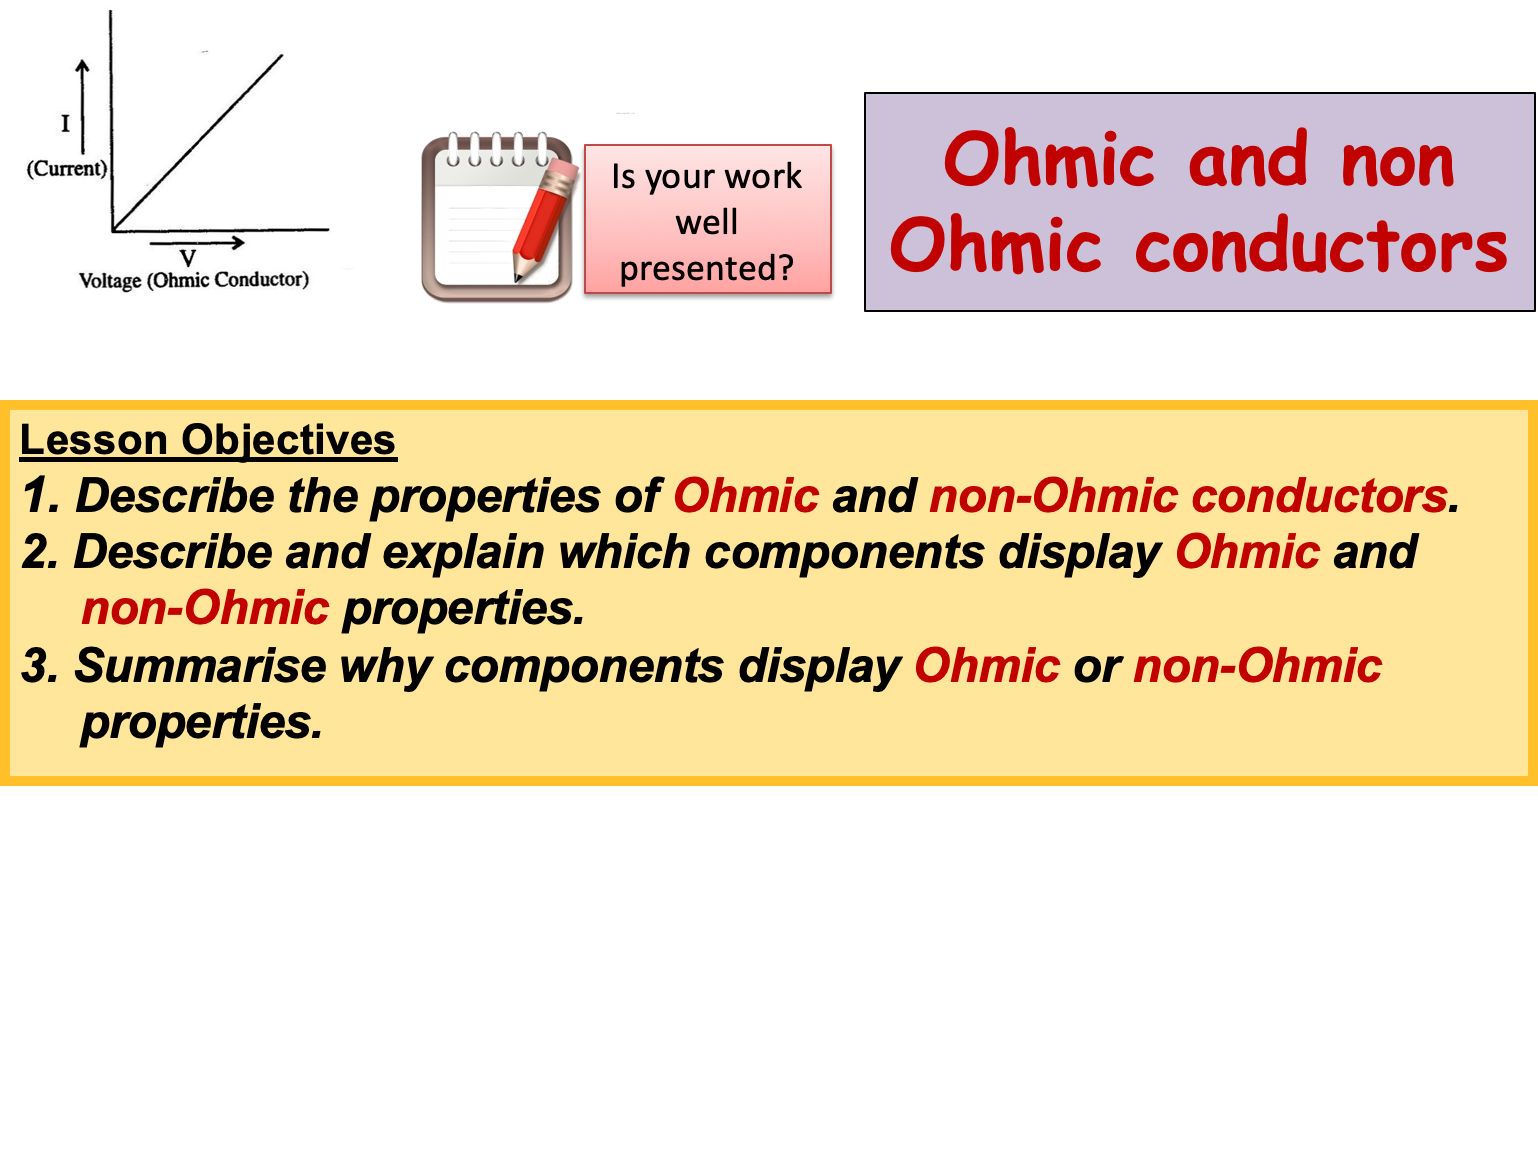 I
(Current)
V
Voltage (Ohmic Conductor)
Is your work
well
presented?
Ohmic and non
Ohmic conductors
Lesson Objectives
1. Describe the properties of Ohmic and non-Ohmic conductors.
2. Describe and explain which components display Ohmic and
non-Ohmic properties.
3. Summarise why components display Ohmic or non-Ohmic
properties.